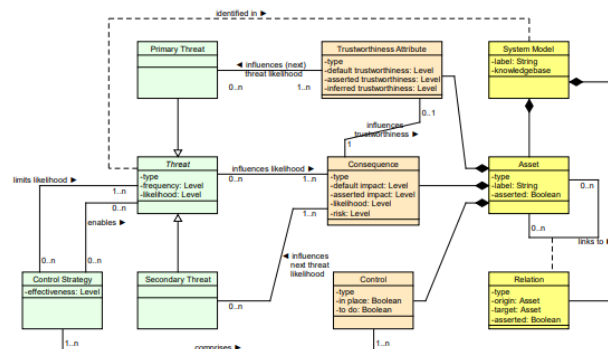 identified in ►
Primary Threat
◄ influences (next)
threat likelihood
0..n
1..n
Trustworthiness Attribute
-type
-default trustworthiness: Level
-asserted trustworthiness: Level
-inferred trustworthiness: Level
System Model
-label: String
-knowledgebase
0..1
influences
trustworthiness ►
1
Threat
-type
-frequency: Level
-likelihood: Level
influences likelihood ►
0..n
1..n
Consequence
-type
-default impact: Level
-asserted impact: Level
-likelihood: Level
-risk: Level
Asset
-type
-label: String
-asserted: Boolean
0..n
0..n
links to
limits likelihood ►
1..n
0..n
enables ►
0..n
0..n
1..n
◄ influences
next threat
likelihood
0..n
Control Strategy
-effectiveness: Level
Secondary Threat
Control
-type
-in place: Boolean
-to do: Boolean
Relation
-type
-origin: Asset
-target: Asset
-asserted: Boolean
1..n
comprises ►
1..n